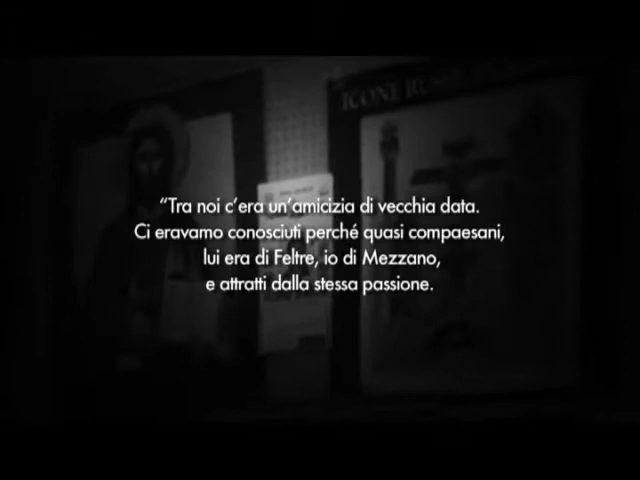 ICONE
“Tra noi c’era un’amicizia di vecchia data.
Ci eravamo conosciuti perché quasi compaesani,
lui era di Feltre, io di Mezzano,
e attratti dalla stessa passione.